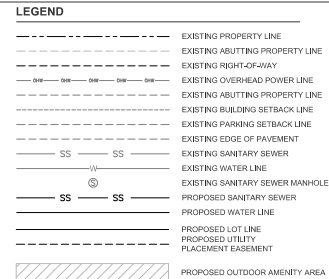 LEGEND
EXISTING PROPERTY LINE
EXISTING ABUTTING PROPERTY LINE
EXISTING RIGHT-OF-WAY
OHW OHW OHW OHW OHW EXISTING OVERHEAD POWER LINE
EXISTING ABUTTING PROPERTY LINE
EXISTING BUILDING SETBACK LINE
EXISTING PARKING SETBACK LINE
EXISTING EDGE OF PAVEMENT
SS SS EXISTING SANITARY SEWER
W EXISTING WATER LINE
S EXISTING SANITARY SEWER MANHOLE
SS SS PROPOSED SANITARY SEWER
PROPOSED WATER LINE
PROPOSED LOT LINE
PROPOSED UTILITY
PLACEMENT EASEMENT
PROPOSED OUTDOOR AMENITY AREA